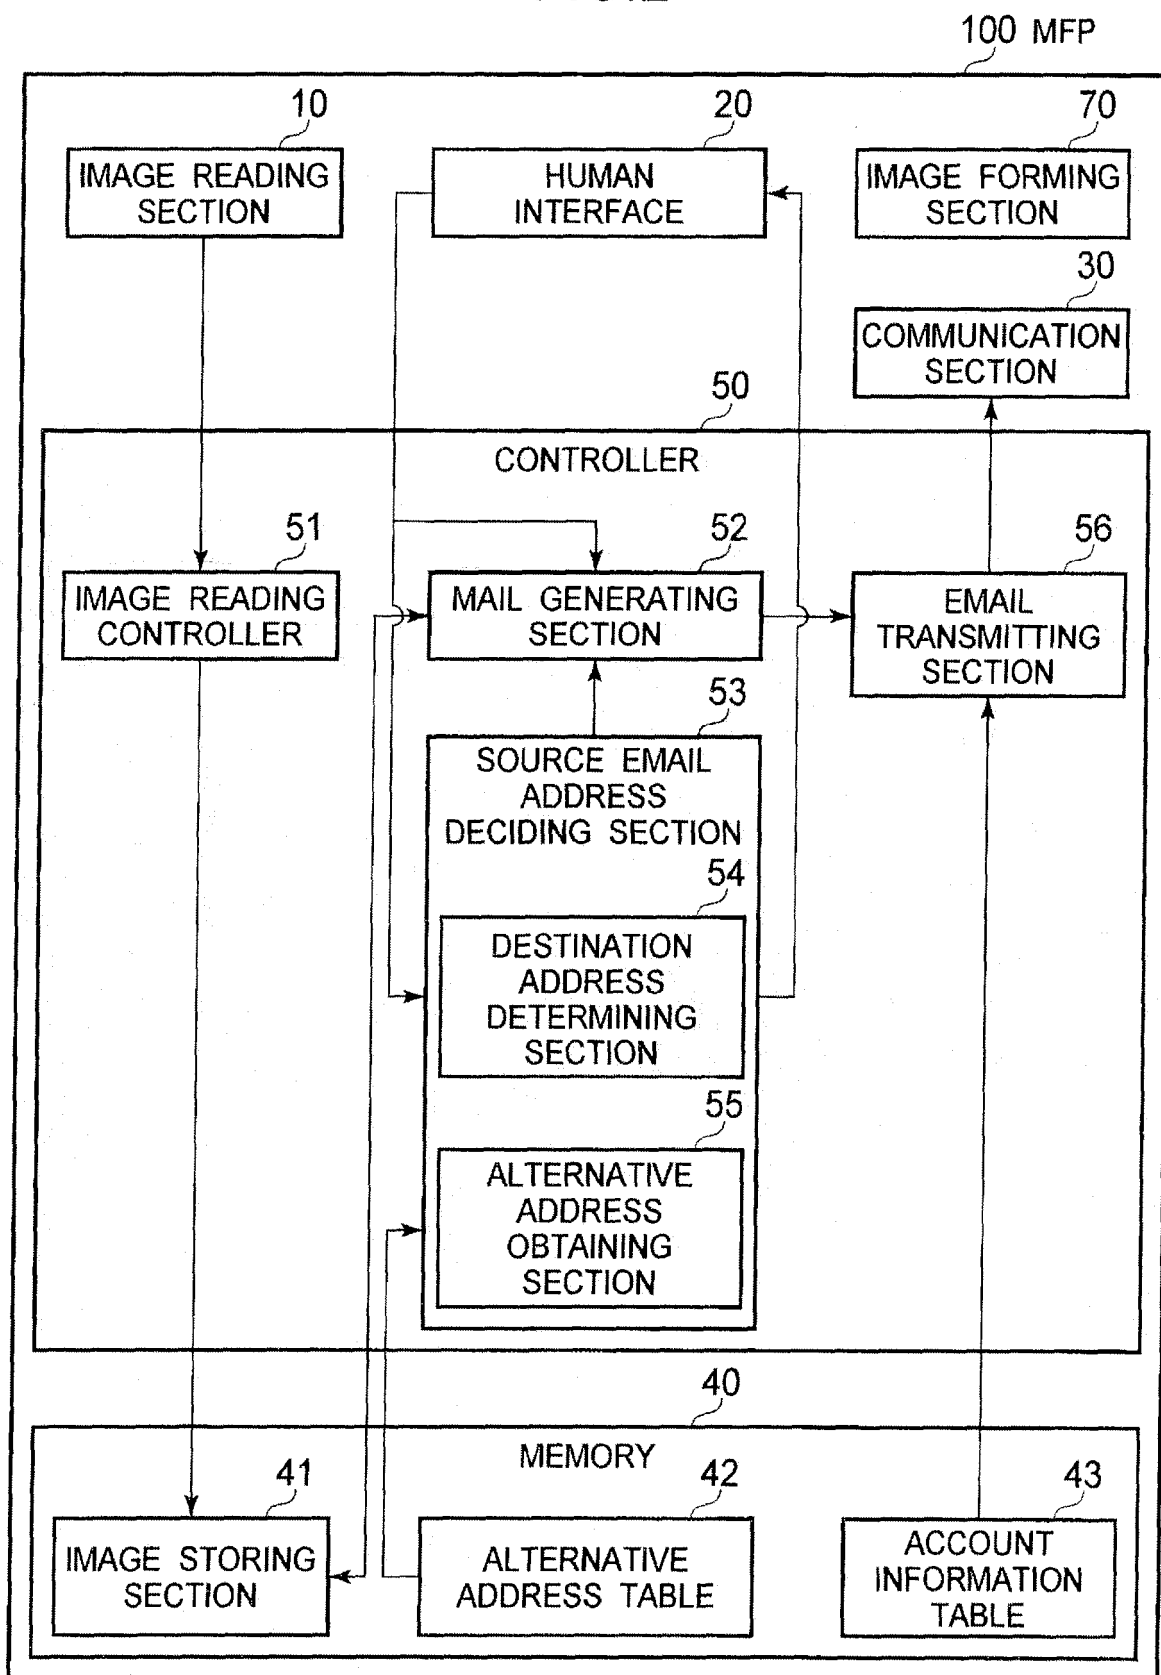 100 MFP
10
20
70
IMAGE READING
SECTION
HUMAN
INTERFACE
IMAGE FORMING
SECTION
30
COMMUNICATION
SECTION
50
CONTROLLER
51
52
56
IMAGE READING
CONTROLLER
MAIL GENERATING
SECTION
EMAIL
TRANSMITTING
SECTION
53
SOURCE EMAIL
ADDRESS
DECIDING SECTION
54
DESTINATION
ADDRESS
DETERMINING
SECTION
55
ALTERNATIVE
ADDRESS
OBTAINING
SECTION
40
MEMORY
41
42
43
IMAGE STORING
SECTION
ALTERNATIVE
ADDRESS TABLE
ACCOUNT
INFORMATION
TABLE